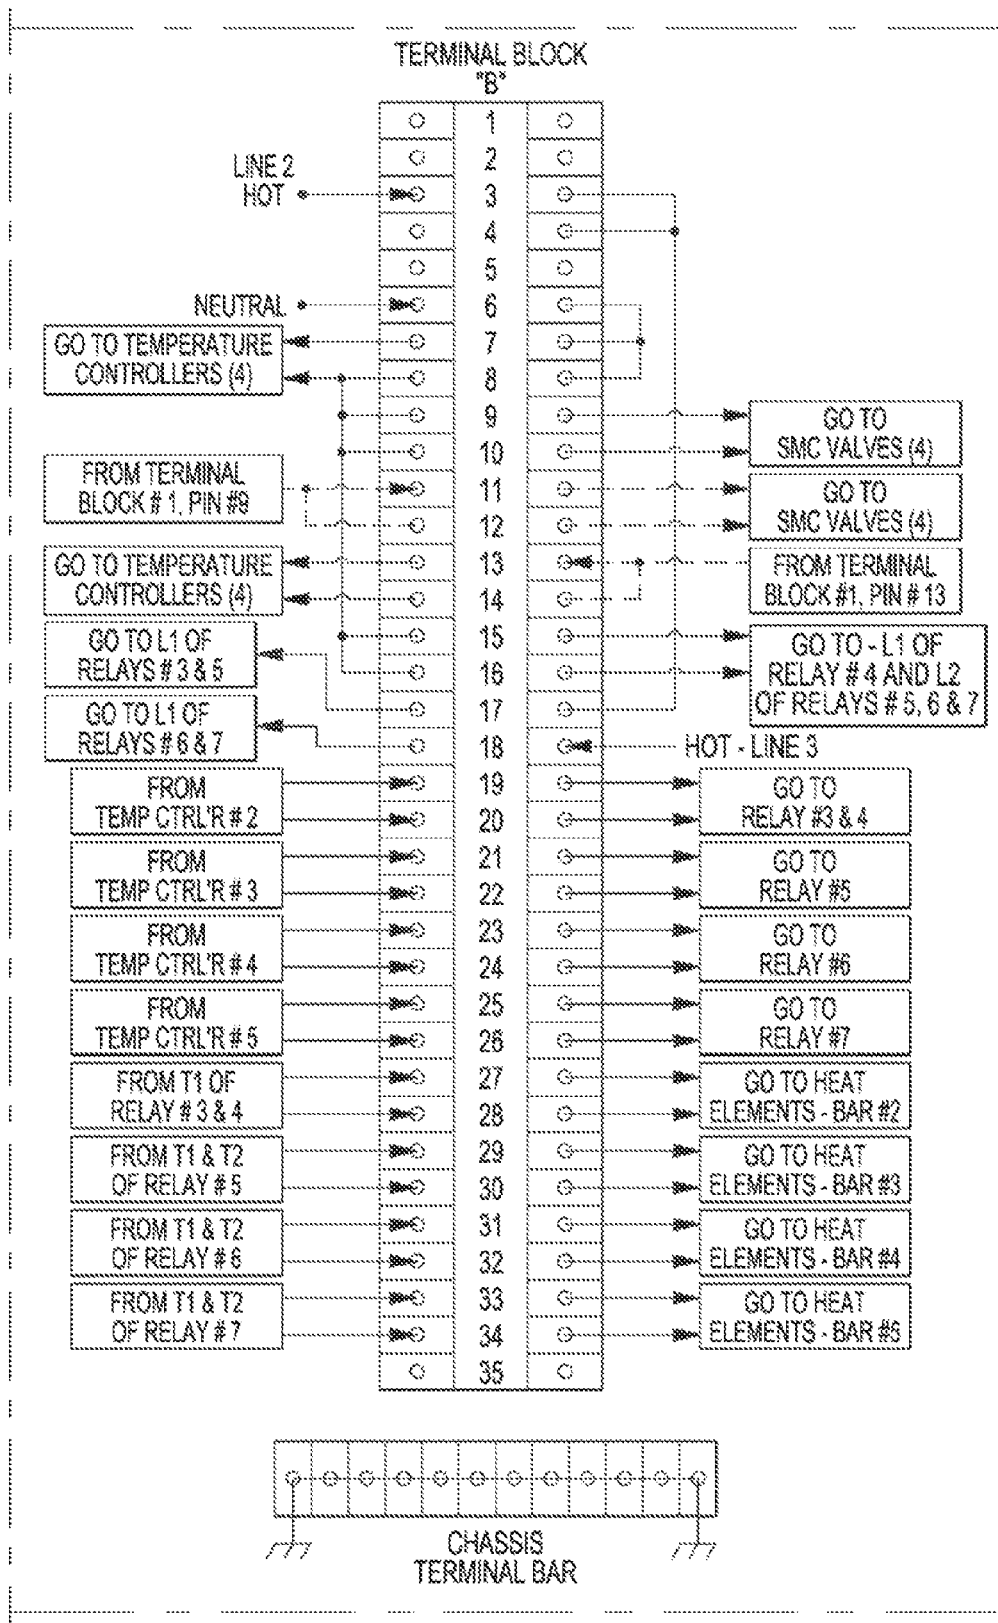 TERMINAL BLOCK
"B"
1
2
LINE 2
HOT
3
4
5
NEUTRAL
6
GO TO TEMPERATURE
CONTROLLERS (4)
7
8
9
10
GO TO
SMC VALVES (4)
FROM TERMINAL
BLOCK # 1, PIN #9
11
12
GO TO
SMC VALVES (4)
GO TO TEMPERATURE
CONTROLLERS (4)
13
14
FROM TERMINAL
BLOCK #1, PIN # 13
GO TO L1 OF
RELAYS # 3 & 5
15
16
GO TO - L1 OF
RELAY # 4 AND L2
OF RELAYS # 5, 6 & 7
GO TO L1 OF
RELAYS # 6 & 7
17
18
HOT - LINE 3
FROM
TEMP CTRL'R # 2
19
20
GO TO
RELAY #3 & 4
FROM
TEMP CTRL'R # 3
21
22
GO TO
RELAY #5
FROM
TEMP CTRL'R # 4
23
24
GO TO
RELAY #6
FROM
TEMP CTRL'R # 5
25
26
GO TO
RELAY #7
FROM T1 OF
RELAY # 3 & 4
27
28
GO TO HEAT
ELEMENTS - BAR #2
FROM T1 & T2
OF RELAY # 5
29
30
GO TO HEAT
ELEMENTS - BAR #3
FROM T1 & T2
OF RELAY # 6
31
32
GO TO HEAT
ELEMENTS - BAR #4
FROM T1 & T2
OF RELAY # 7
33
34
GO TO HEAT
ELEMENTS - BAR #5
35
CHASSIS
TERMINAL BAR